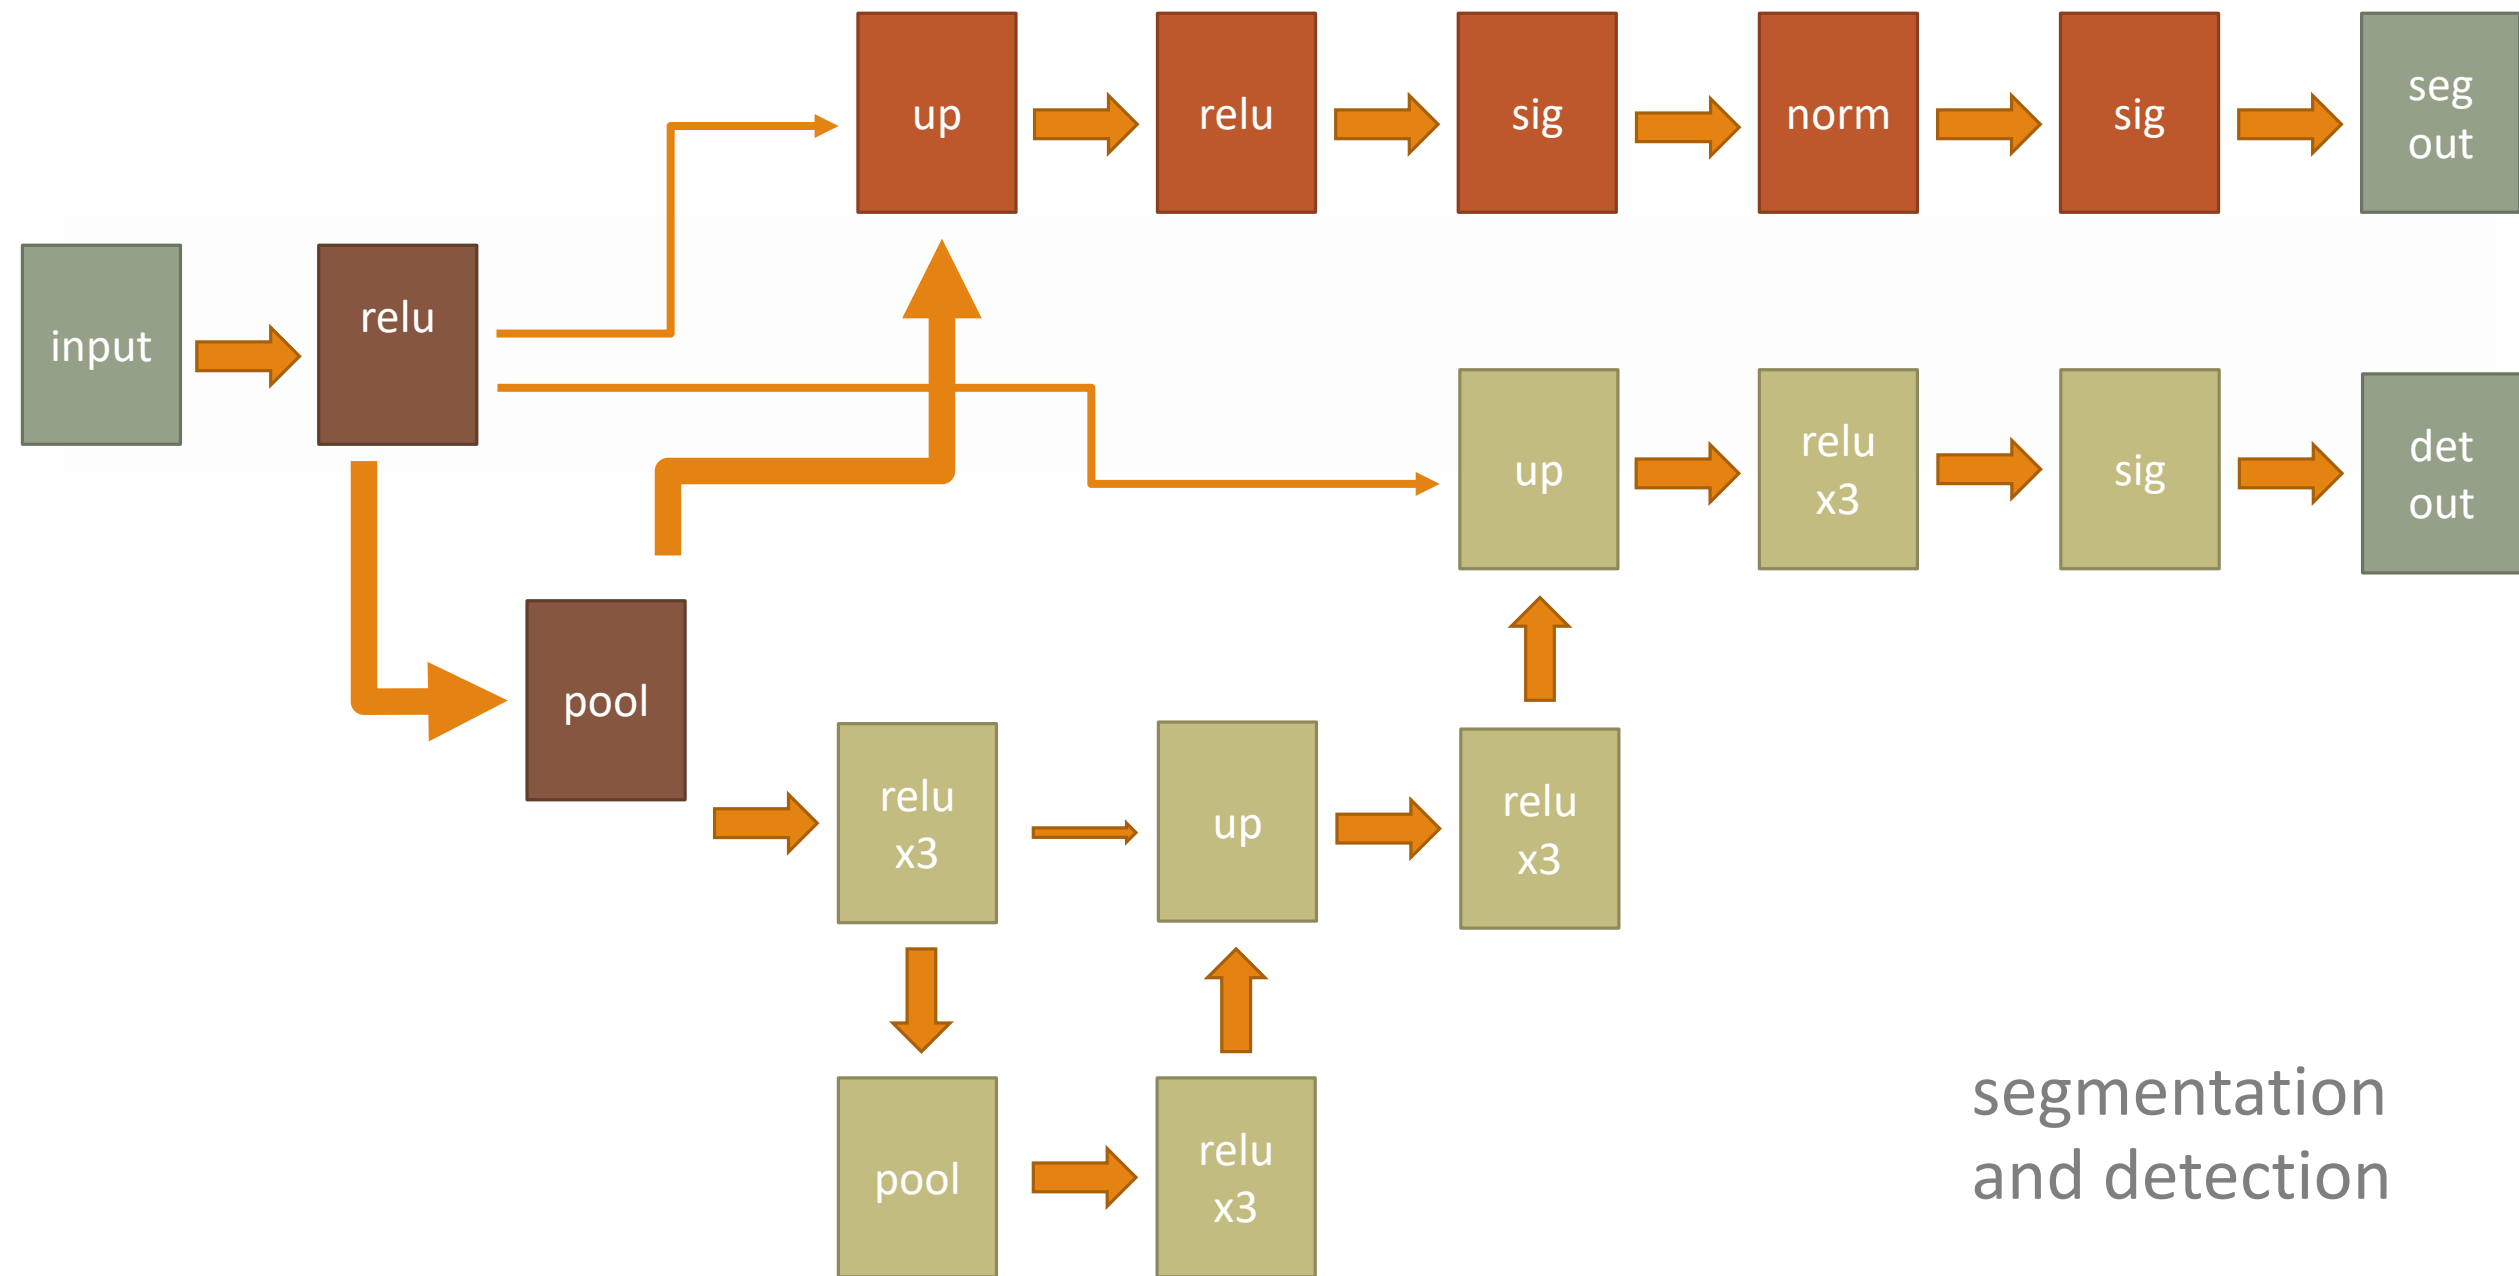 up
relu
sig
norm
sig
seg
out
input
relu
up
relu
x3
sig
det
out
pool
relu
x3
up
relu
x3
pool
relu
x3
segmentation
and detection